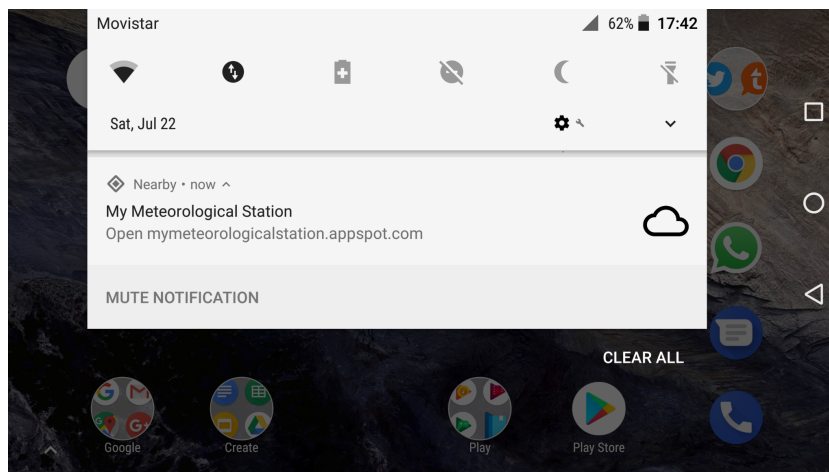 Movistar
62% 17:42
Sat, Jul 22
Nearby • now
My Meteorological Station
Open mymeteorologicalstation.appspot.com
MUTE NOTIFICATION
CLEAR ALL
Google Create Play Play Store